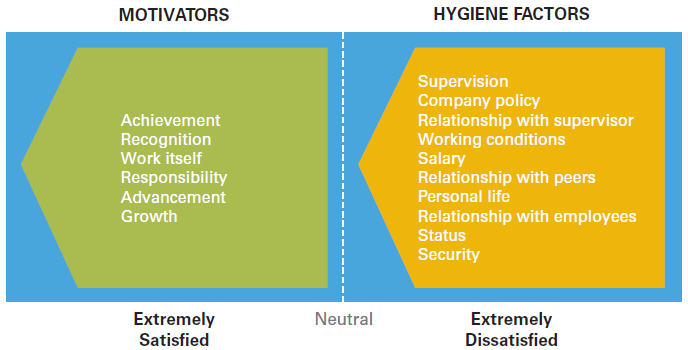 MOTIVATORS
HYGIENE FACTORS
Achievement
Recognition
Work itself
Responsibility
Advancement
Growth
Supervision
Company policy
Relationship with supervisor
Working conditions
Salary
Relationship with peers
Personal life
Relationship with employees
Status
Security
Extremely
Satisfied
Neutral
Extremely
Dissatisfied